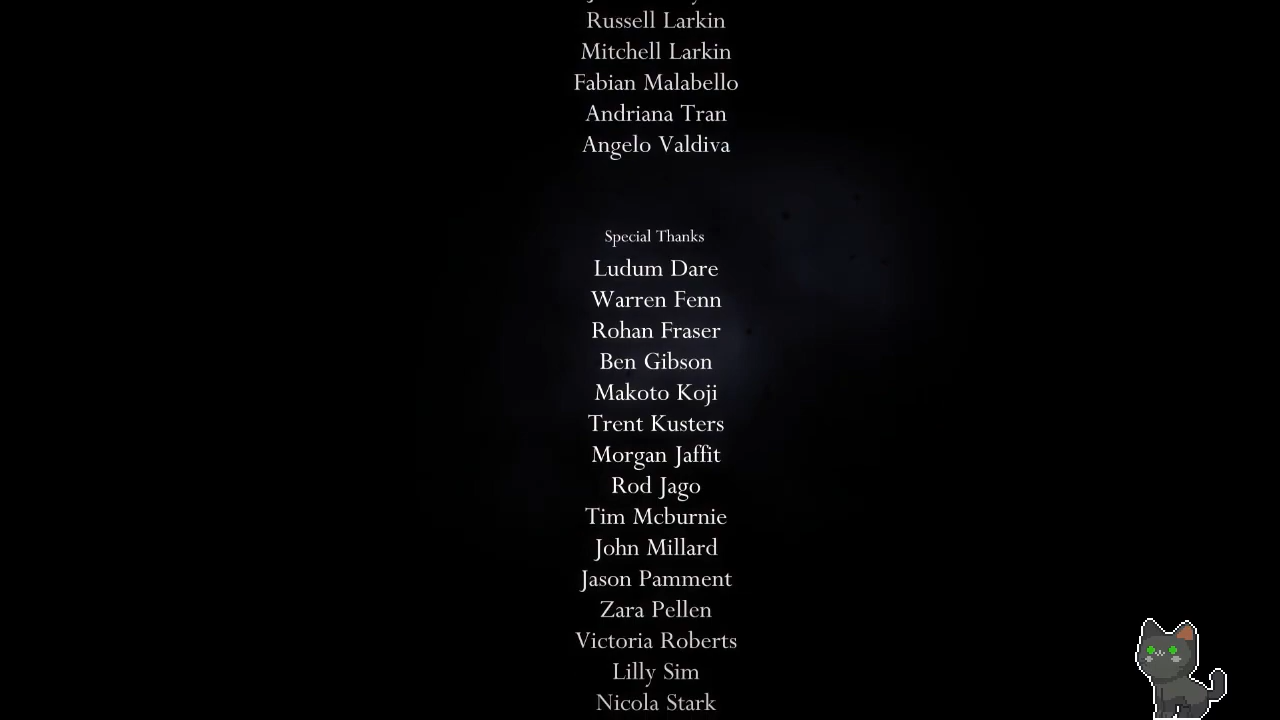 Russell Larkin
Mitchell Larkin
Fabian Malabello
Andriana Tran
Angelo Valdiva
Special Thanks
Ludum Dare
Warren Fenn
Rohan Fraser
Ben Gibson
Makoto Koji
Trent Kusters
Morgan Jaffit
Rod Jago
Tim Mcburnie
John Millard
Jason Pamment
Zara Pellen
Victoria Roberts
Lilly Sim
Nicola Stark